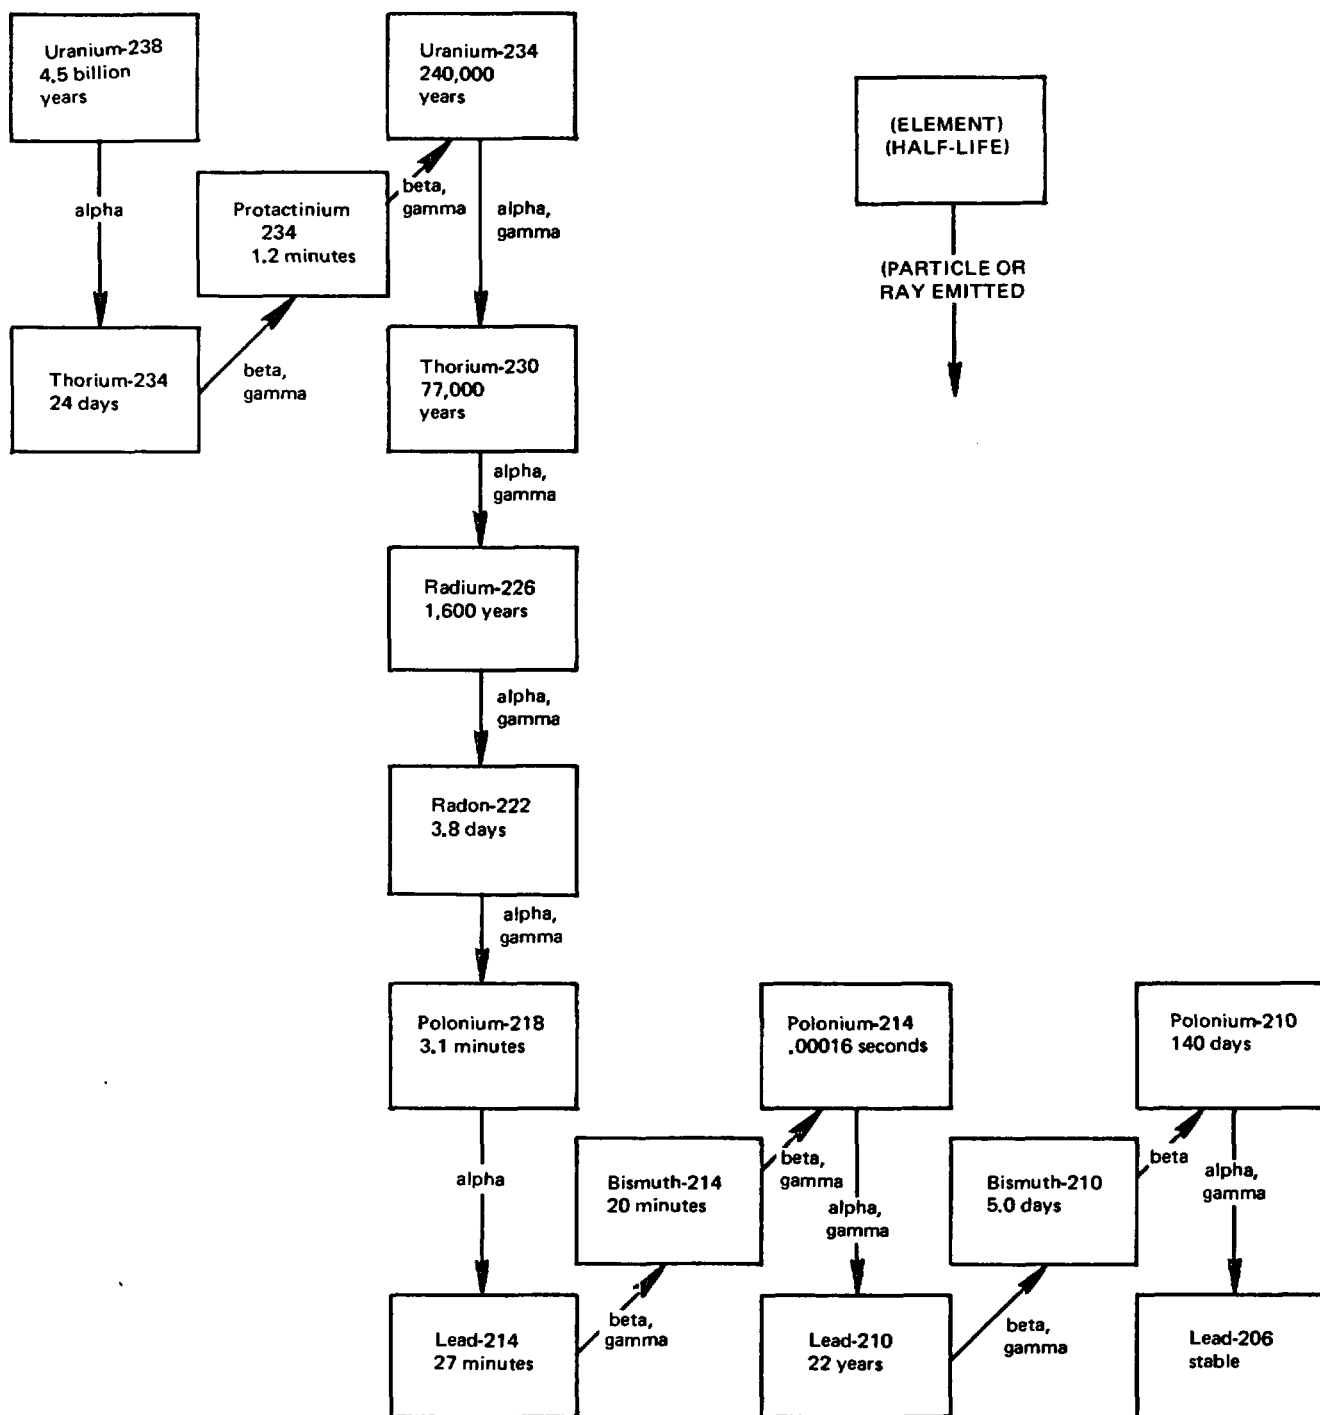 Uranium-238
4.5 billion
years
alpha
Thorium-234
24 days
beta,
gamma
Protactinium
234
1.2 minutes
beta,
gamma
Uranium-234
240,000
years
alpha,
gamma
Thorium-230
77,000
years
alpha,
gamma
Radium-226
1,600 years
alpha,
gamma
Radon-222
3.8 days
alpha,
gamma
Polonium-218
3.1 minutes
alpha
Lead-214
27 minutes
beta,
gamma
Bismuth-214
20 minutes
beta,
gamma
Polonium-214
.00016 seconds
alpha,
gamma
Lead-210
22 years
beta,
gamma
Bismuth-210
5.0 days
beta
Polonium-210
140 days
alpha,
gamma
Lead-206
stable
(ELEMENT)
(HALF-LIFE)
(PARTICLE OR
RAY EMITTED